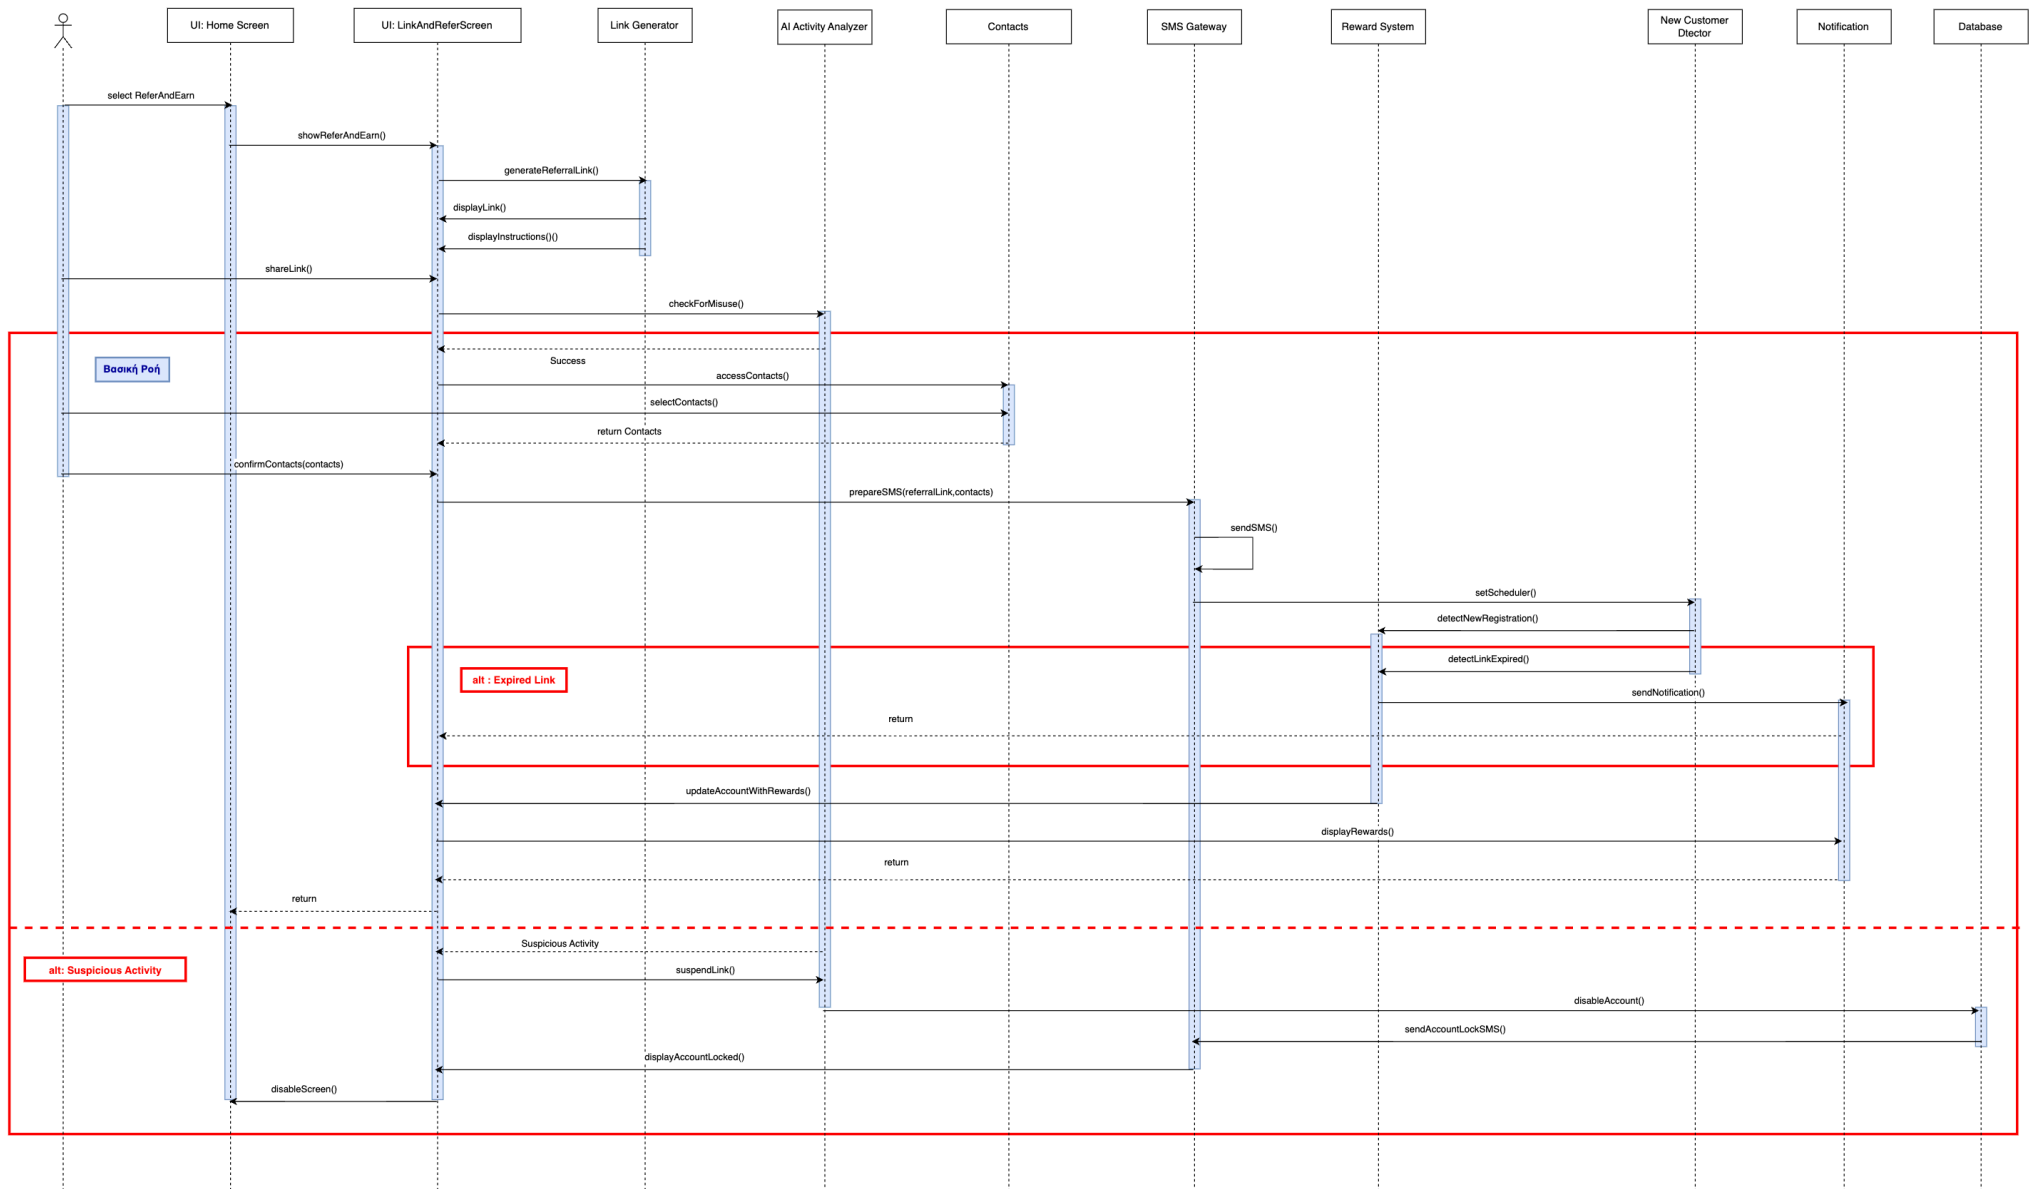 UI: Home Screen
UI: LinkAndReferScreen
Link Generator
AI Activity Analyzer
Contacts
SMS Gateway
Reward System
New Customer
Dtector
Notification
Database
select ReferAndEarn
showReferAndEarn()
generateReferralLink()
displayLink()
displayInstructions()()
shareLink()
checkForMisuse()
Success
Βασική Ροή
accessContacts()
selectContacts()
return Contacts
confirmContacts(contacts)
prepareSMS(referralLink,contacts)
sendSMS()
setScheduler()
detectNewRegistration()
detectLinkExpired()
alt : Expired Link
sendNotification()
return
updateAccountWithRewards()
displayRewards()
return
return
Suspicious Activity
alt: Suspicious Activity
suspendLink()
disableAccount()
sendAccountLockSMS()
displayAccountLocked()
disableScreen()